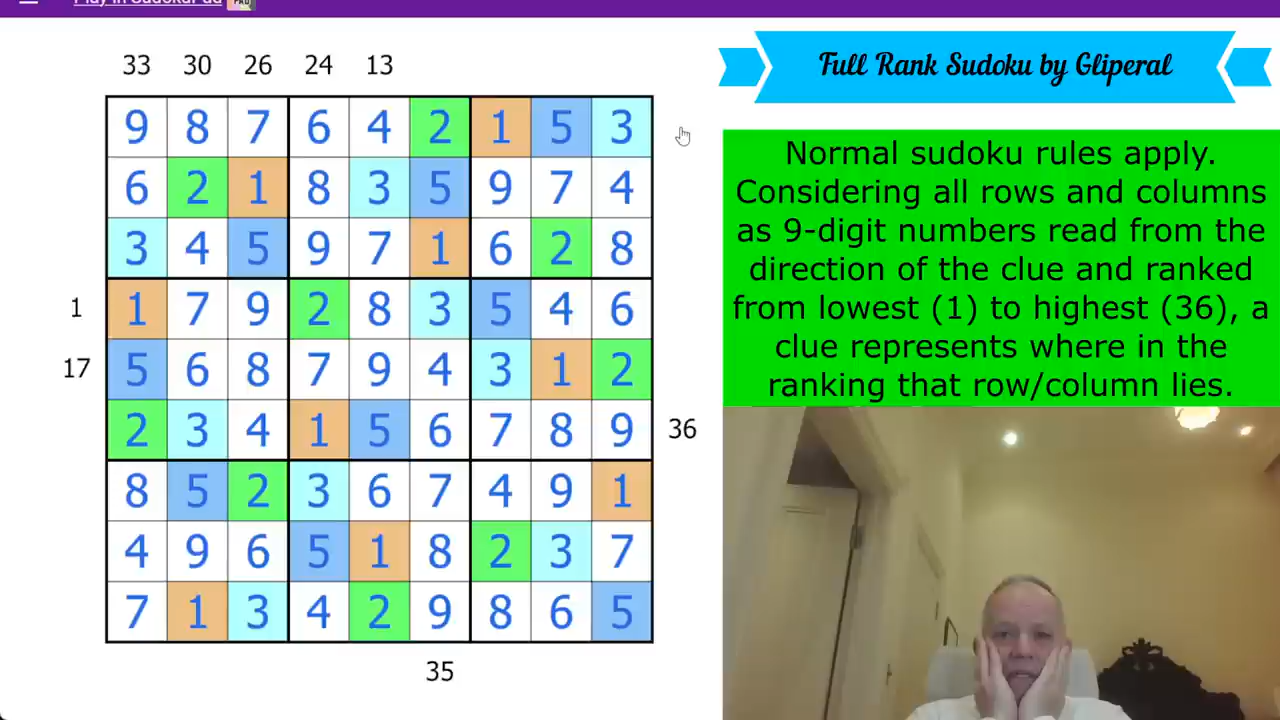 Play in SudokuPad
PAD
33 30 26 24 13
9 8 7 6 4 2 1 5 3
6 2 1 8 3 5 9 7 4
3 4 5 9 7 1 6 2 8
1 1 7 9 2 8 3 5 4 6
17 5 6 8 7 9 4 3 1 2
2 3 4 1 5 6 7 8 9 36
8 5 2 3 6 7 4 9 1
4 9 6 5 1 8 2 3 7
7 1 3 4 2 9 8 6 5
35
Full Rank Sudoku by Gliperal
Normal sudoku rules apply.
Considering all rows and columns
as 9-digit numbers read from the
direction of the clue and ranked
from lowest (1) to highest (36), a
clue represents where in the
ranking that row/column lies.